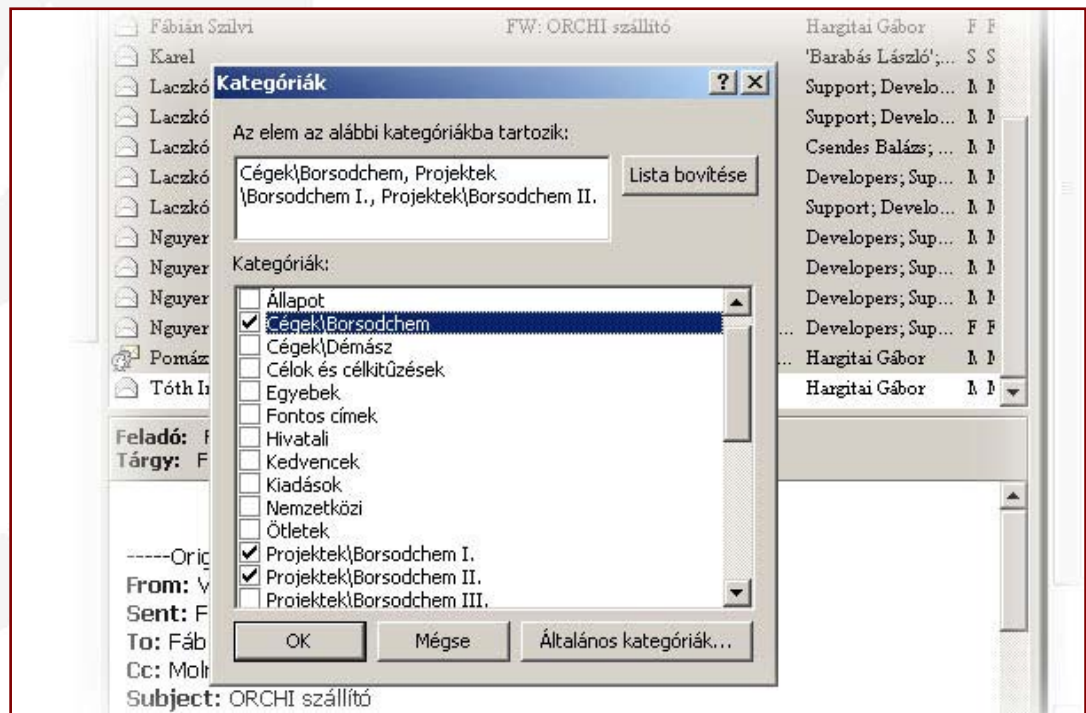 Fábián Szilvi FW: ORCHI szállító Hargitai Gábor F F
Karel 'Barabás László';... S S
Laczkó Support; Develo...
Laczkó Support; Develo...
Laczkó Csendes Balázs; ...
Laczkó Developers; Sup...
Laczkó Support; Develo...
Nguyer Developers; Sup...
Nguyer Developers; Sup...
Nguyer Developers; Sup...
Nguyer ... Developers; Sup... F F
Pomáz ... Hargitai Gábor
Tóth Hargitai Gábor
Kategóriák
Az elem az alábbi kategóriákba tartozik:
Cégek\Borsodchem, Projektek
\Borsodchem I., Projektek\Borsodchem II.
Lista bovítése
Kategóriák:
Állapot
Cégek\Borsodchem
Cégek\Démász
Célok és célkitûzések
Egyebek
Fontos címek
Hivatali
Kedvencek
Kiadások
Nemzetközi
Ötletek
Projektek\Borsodchem I.
Projektek\Borsodchem II.
Projektek\Borsodchem III.
OK Mégse Általános kategóriák...
Feladó: F
Tárgy: F
-----Orig
From: V
Sent: F
To: Fáb
Cc: Moln
Subject: ORCHI szállító